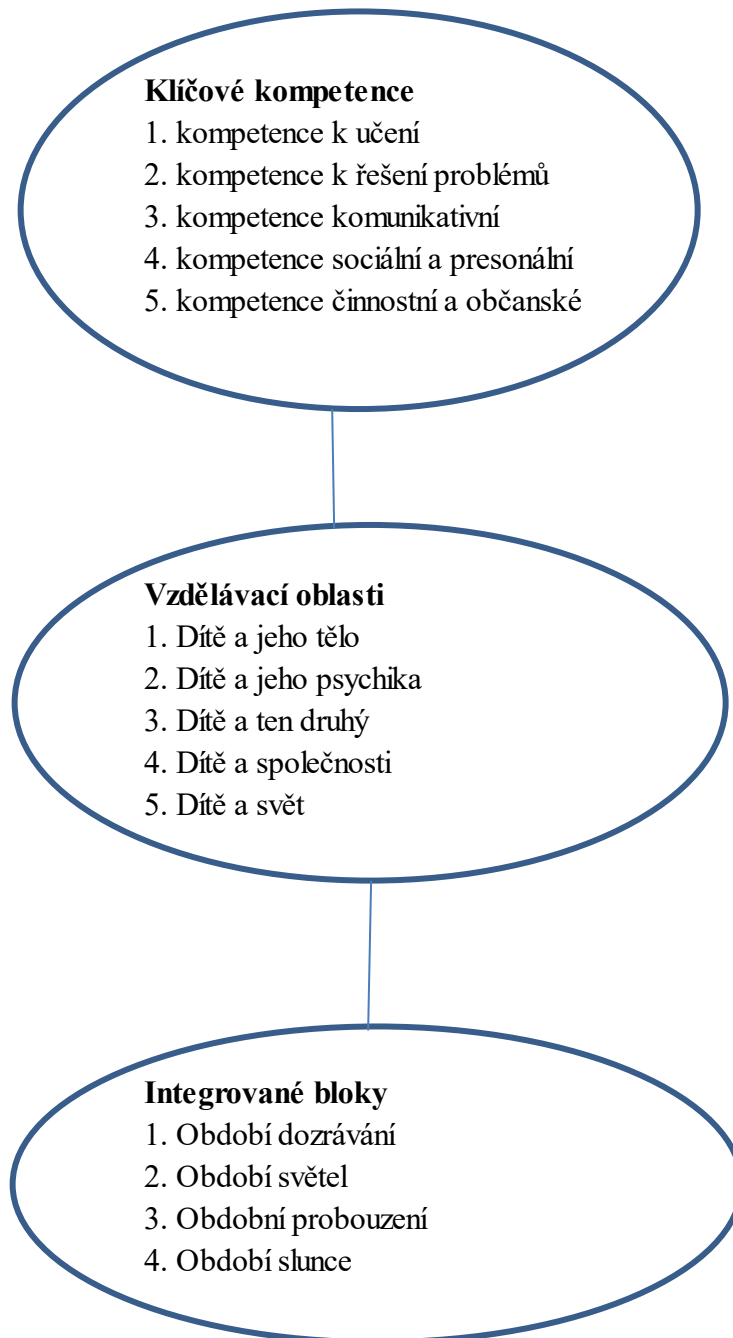 Klíčové kompetence
1. kompetence k učení
2. kompetence k řešení problémů
3. kompetence komunikativní
4. kompetence sociální a presonální
5. kompetence činnostní a občanské
Vzdělávací oblasti
1. Dítě a jeho tělo
2. Dítě a jeho psychika
3. Dítě a ten druhý
4. Dítě a společnosti
5. Dítě a svět
Integrované bloky
1. Období dozrávání
2. Období světel
3. Obdobní probouzení
4. Období slunce